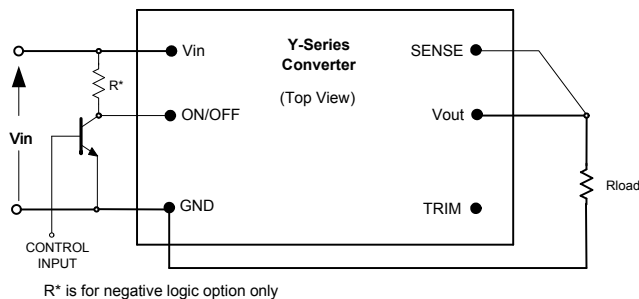 Y-Series
Converter
(Top View)
Vin
SENSE
R*
ON/OFF
Vout
Vin
Rload
GND
TRIM
CONTROL
INPUT
R* is for negative logic option only